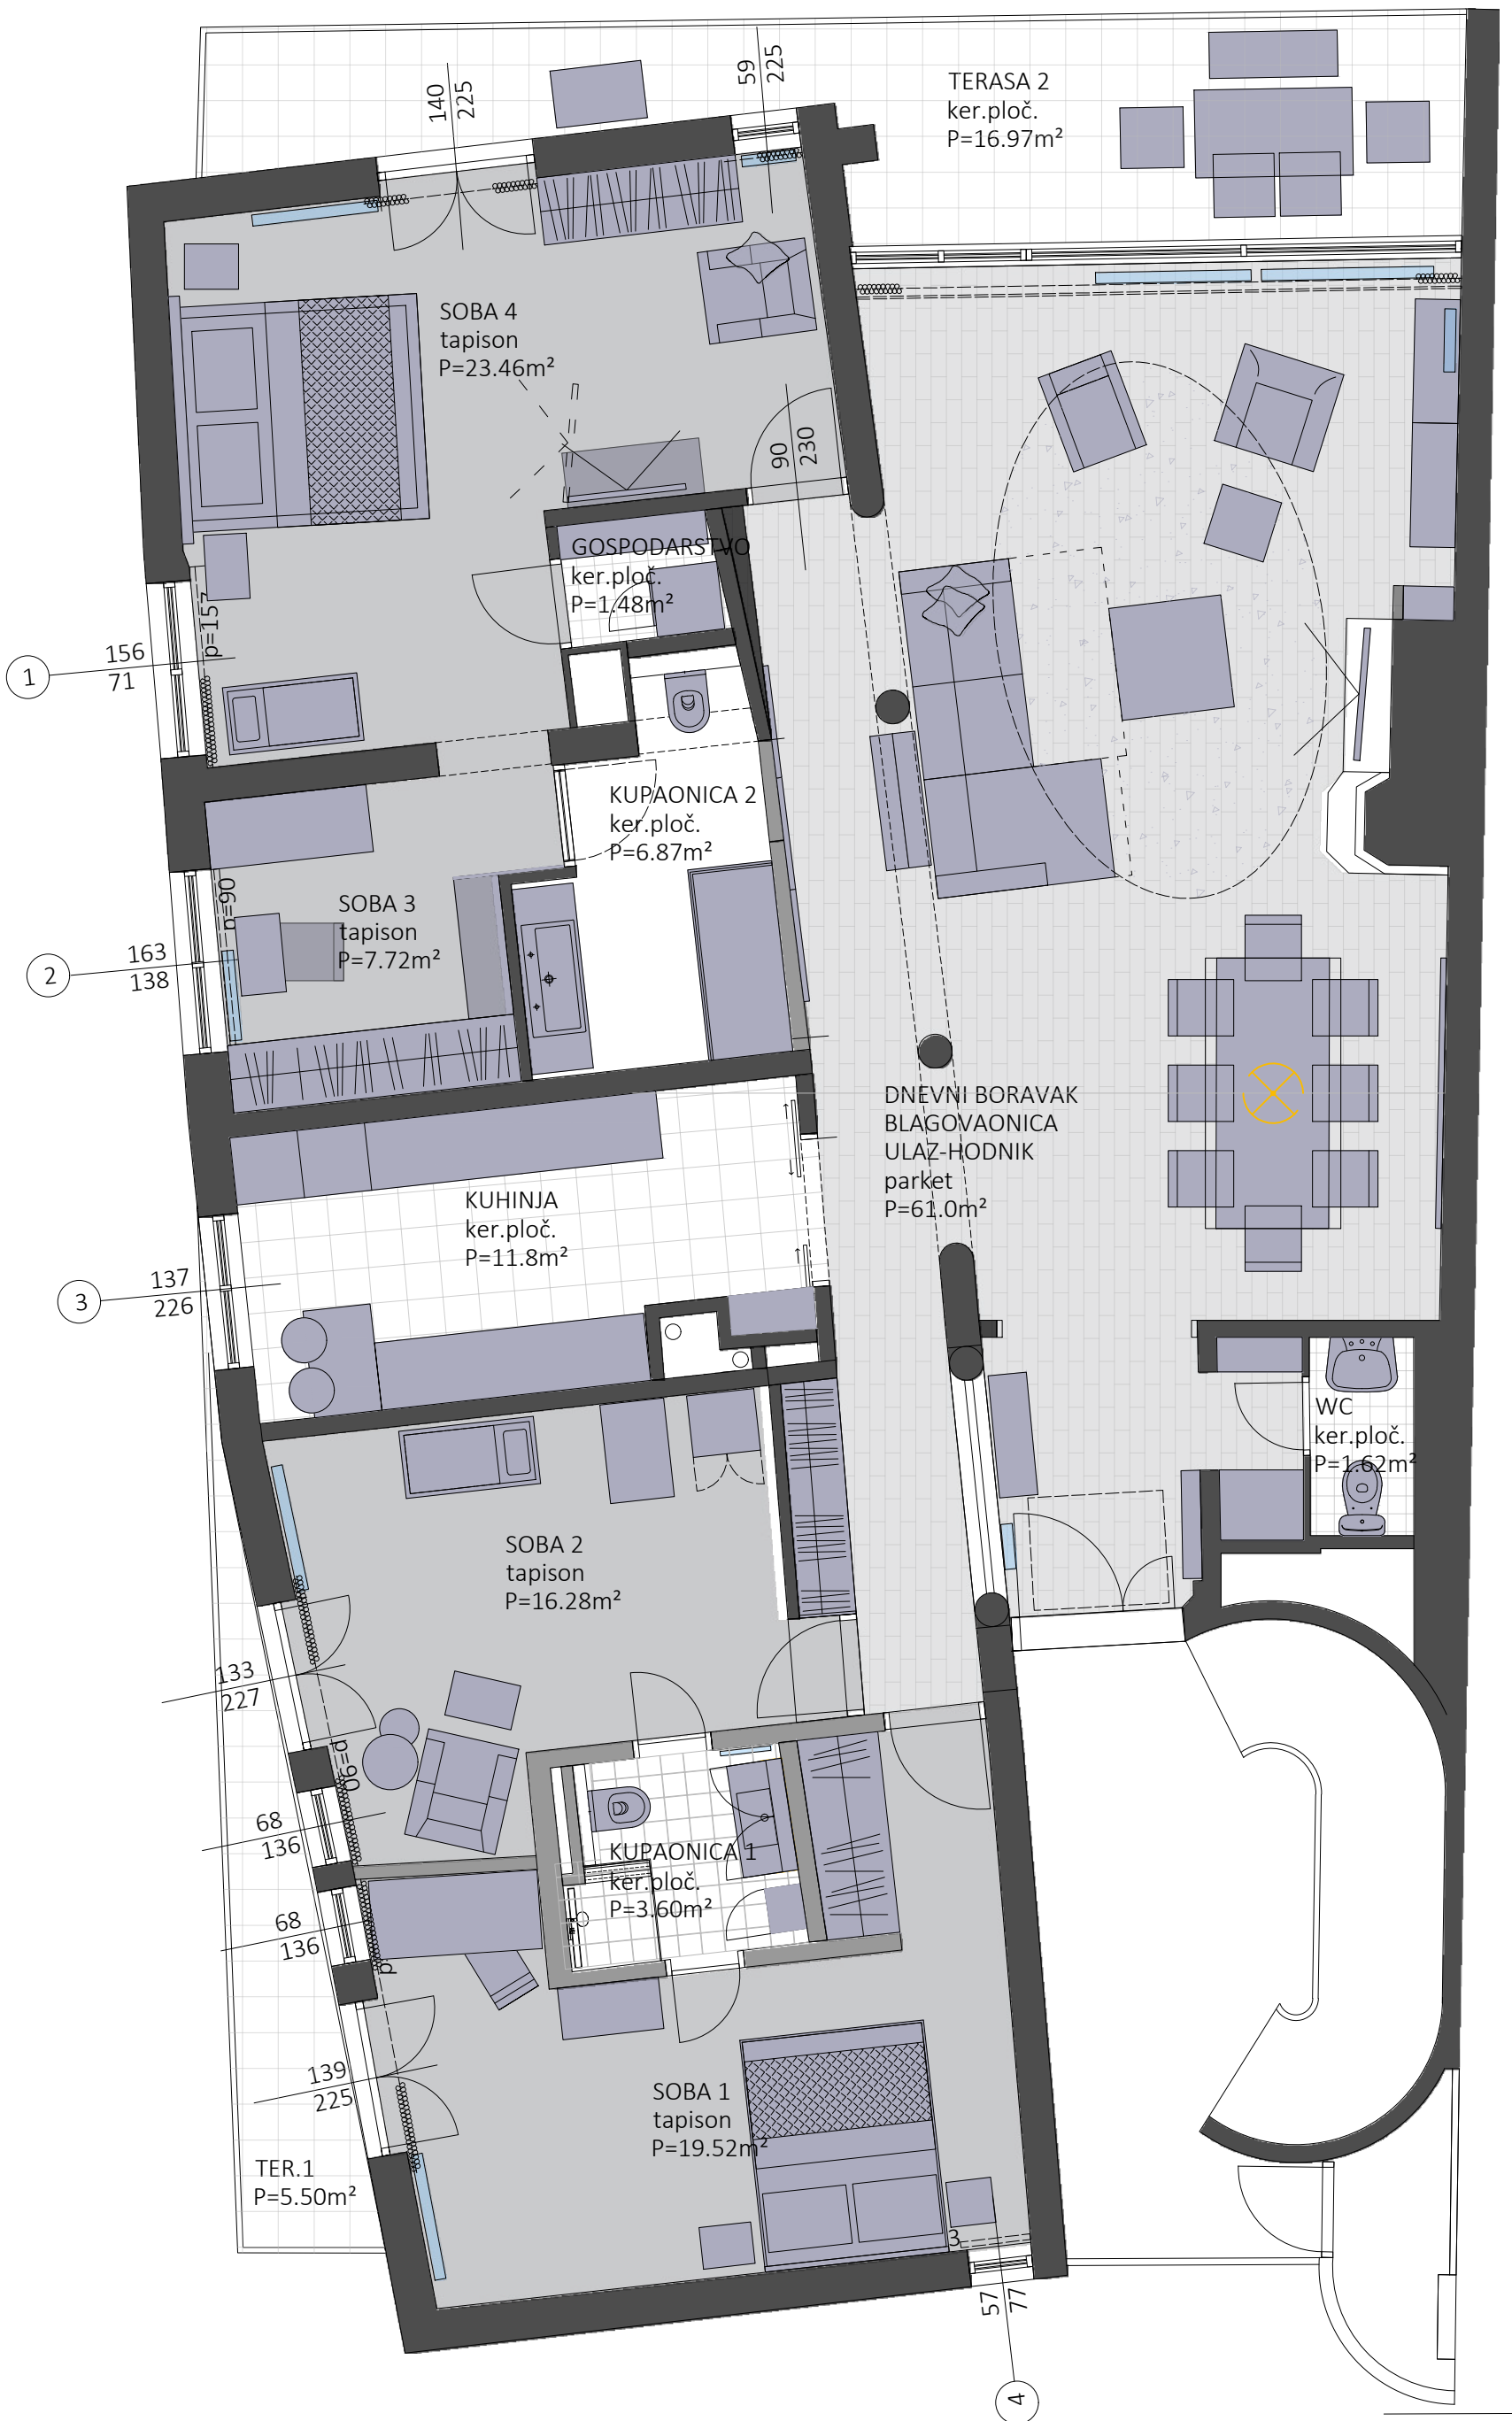 140
225
59
225
TERASA 2
ker.ploč.
P=16.97m²
SOBA 4
tapison
P=23.46m²
90
230
GOSPODARSTVO
ker.ploč.
P=1.48m²
p=157
1
156
71
KUPAONICA 2
ker.ploč.
P=6.87m²
p=90
SOBA 3
tapison
P=7.72m²
2
163
138
DNEVNI BORAVAK
BLAGOVAONICA
ULAZ-HODNIK
parket
P=61.0m²
KUHINJA
ker.ploč.
P=11.8m²
3
137
226
WC
ker.ploč.
P=1.62m²
SOBA 2
tapison
P=16.28m²
133
227
p=90
68
136
KUPAONICA 1
ker.ploč.
P=3.60m²
68
136
p
139
225
SOBA 1
tapison
P=19.52m²
TER.1
P=5.50m²
3
57
77
4